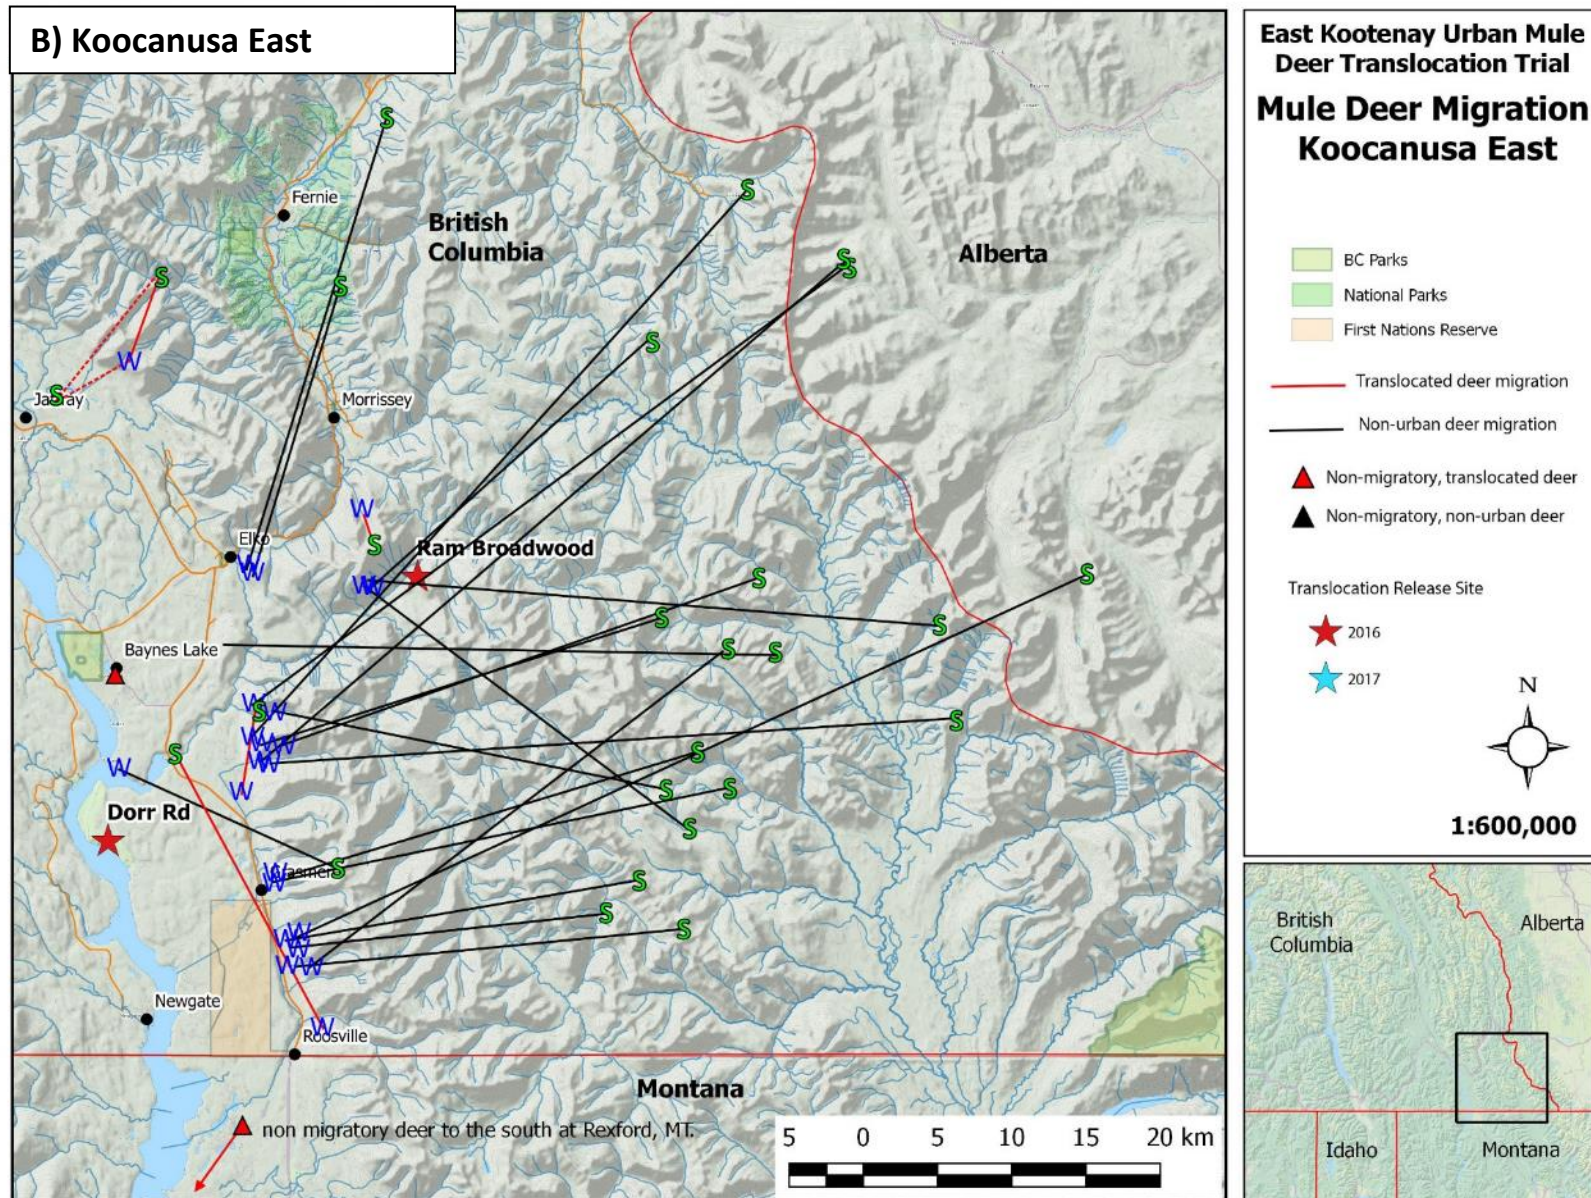 B) Koocanusa East
Fernie
British
Columbia
Alberta
S
S
S
S
S
S
S
S
W
Jaffray
Morrissey
W
S
Elko
Ram Broadwood
W
W
W
W
S
S
S
S
S
S
Baynes Lake
W
S
W
S
W
W
W
W
W
W
S
S
S
S
W
W
S
Dorr Rd
S
W
W
Grasmere
S
S
W
W
W
S
W
W
Newgate
W
Roosville
Montana
non migratory deer to the south at Rexford, MT.
5 0 5 10 15 20 km
East Kootenay Urban Mule
Deer Translocation Trial
Mule Deer Migration
Koocanusa East
BC Parks
National Parks
First Nations Reserve
Translocated deer migration
Non-urban deer migration
Non-migratory, translocated deer
Non-migratory, non-urban deer
Translocation Release Site
2016
2017
N
1:600,000
British
Columbia
Alberta
Idaho
Montana